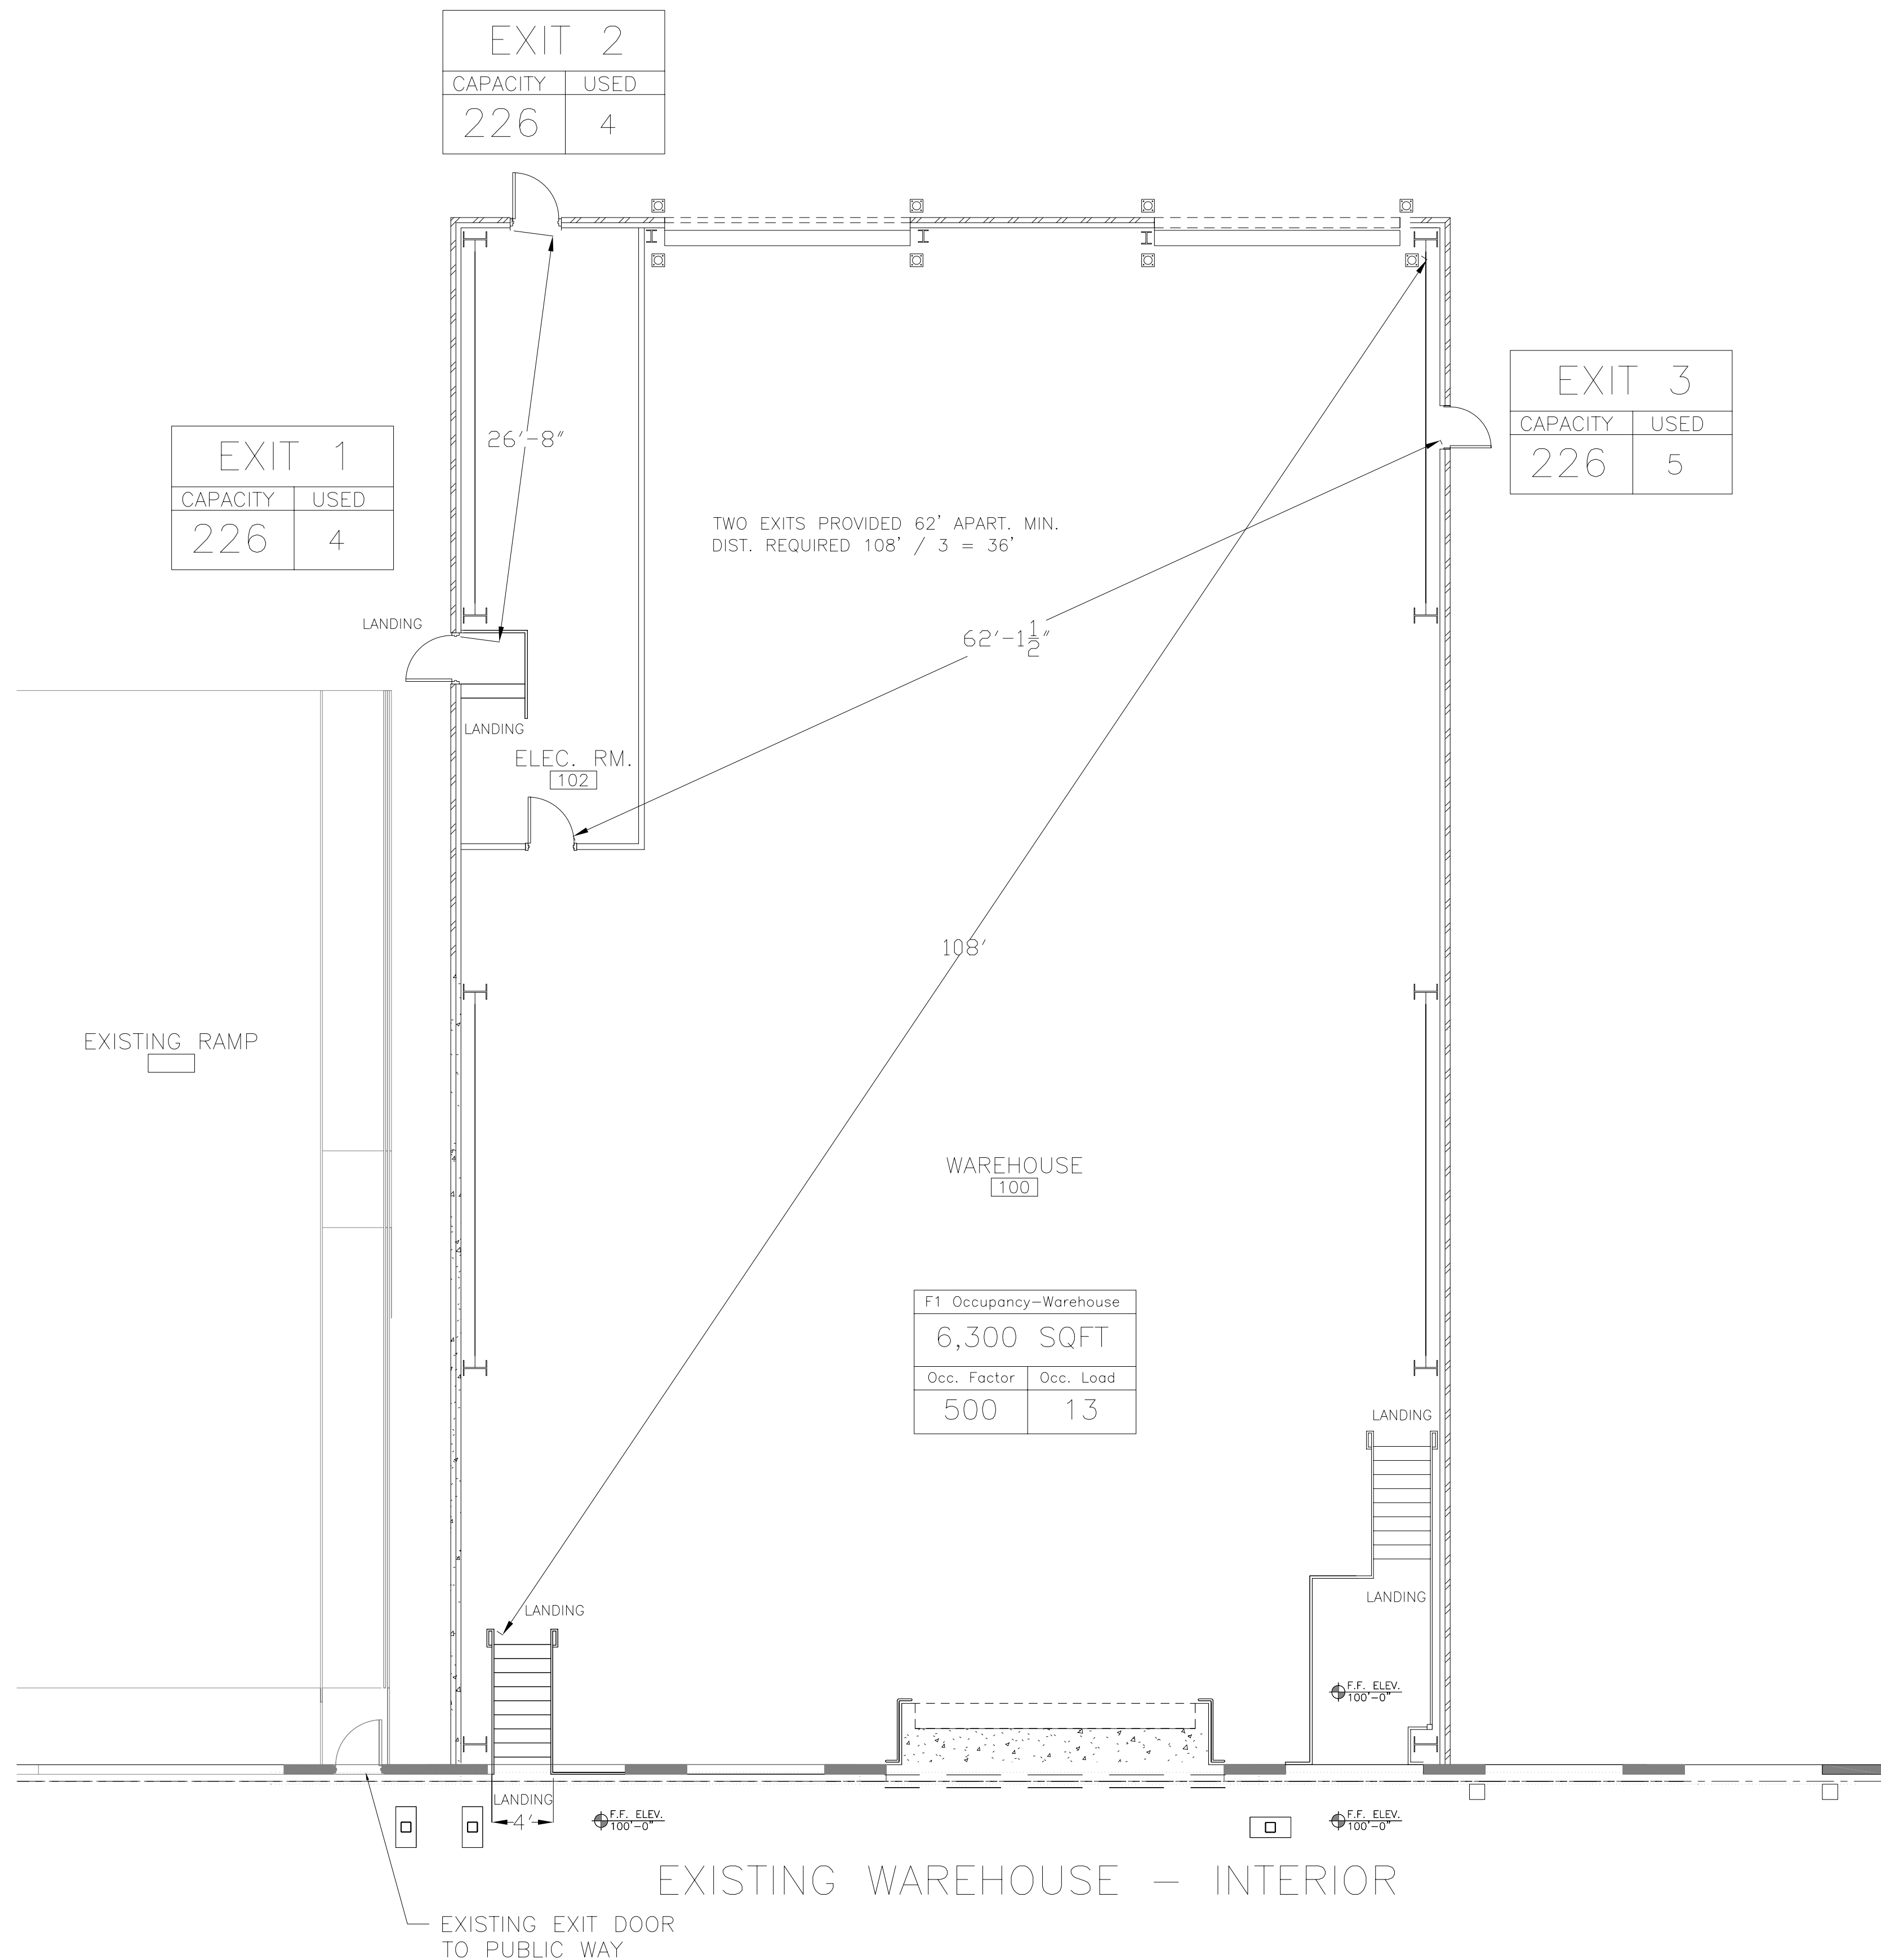 EXIT 2
CAPACITY USED
226 4
EXIT 3
CAPACITY USED
226 5
EXIT 1
CAPACITY USED
226 4
26'-8"
TWO EXITS PROVIDED 62' APART. MIN.
DIST. REQUIRED 108' / 3 = 36'
LANDING
62'-1 1/2"
LANDING
ELEC. RM.
102
108'
EXISTING RAMP
WAREHOUSE
100
F1 Occupancy-Warehouse
6,300 SQFT
Occ. Factor Occ. Load
500 13
LANDING
LANDING
LANDING
F.F. ELEV.
100'-0"
LANDING
4'
F.F. ELEV.
100'-0"
F.F. ELEV.
100'-0"
EXISTING WAREHOUSE - INTERIOR
EXISTING EXIT DOOR
TO PUBLIC WAY